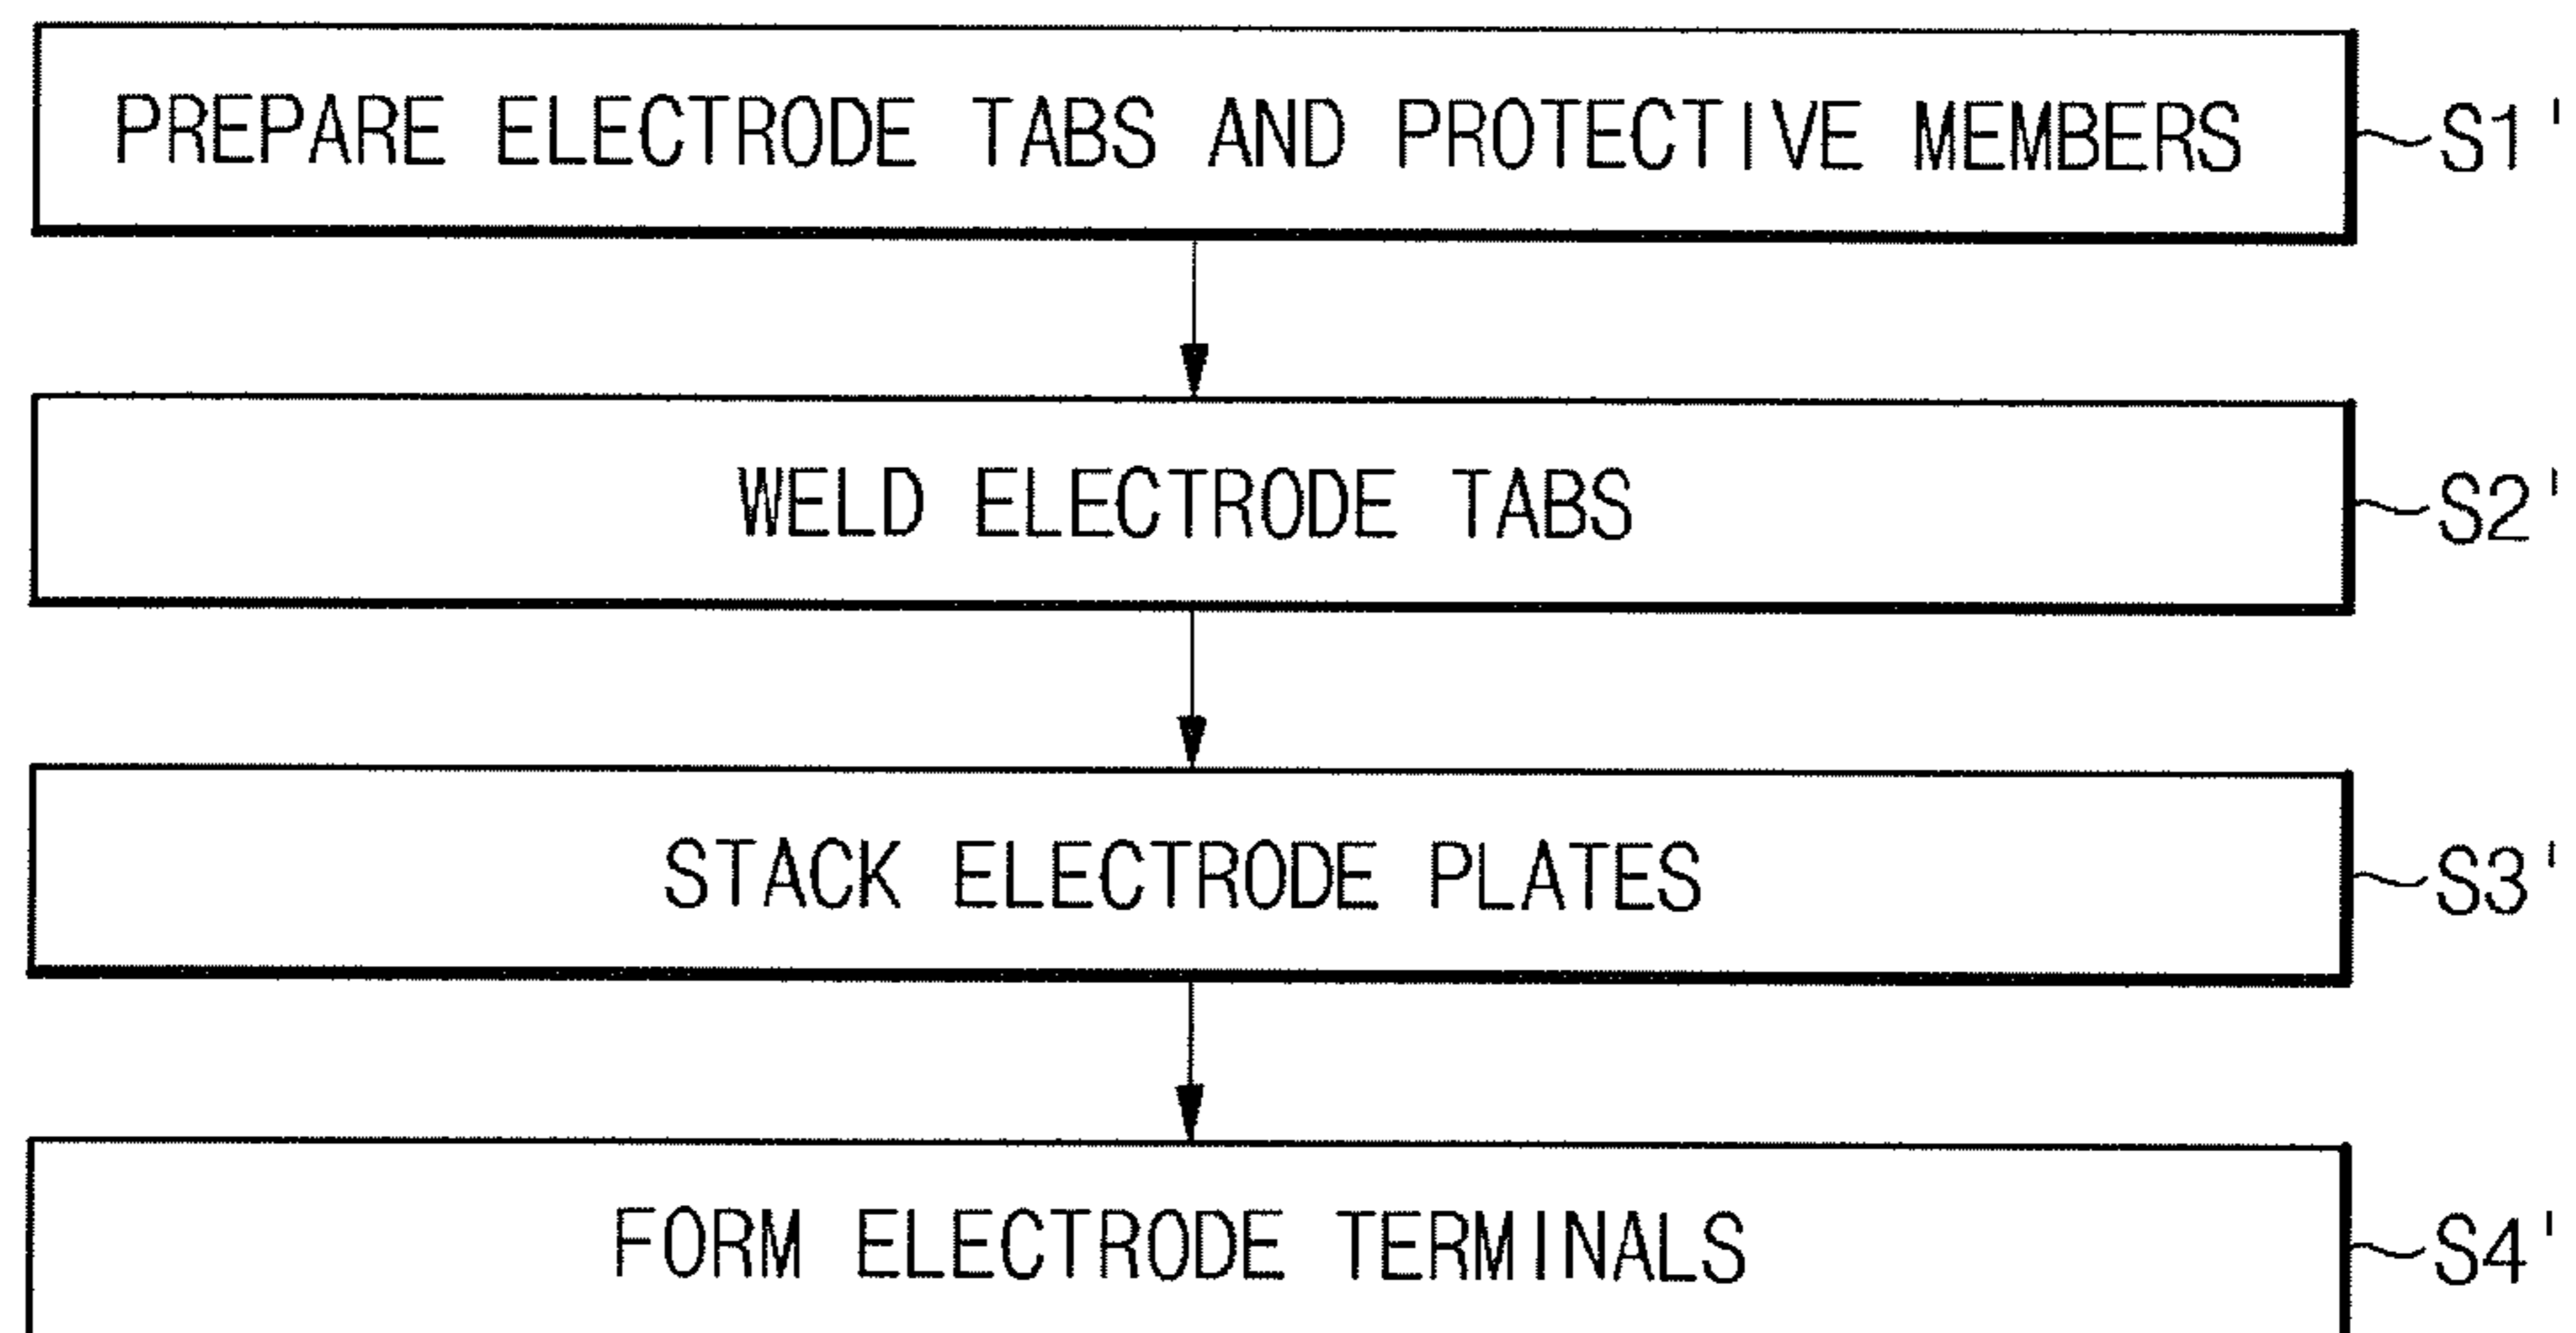 PREPARE ELECTRODE TABS AND PROTECTIVE MEMBERS S1'
WELD ELECTRODE TABS S2'
STACK ELECTRODE PLATES S3'
FORM ELECTRODE TERMINALS S4'